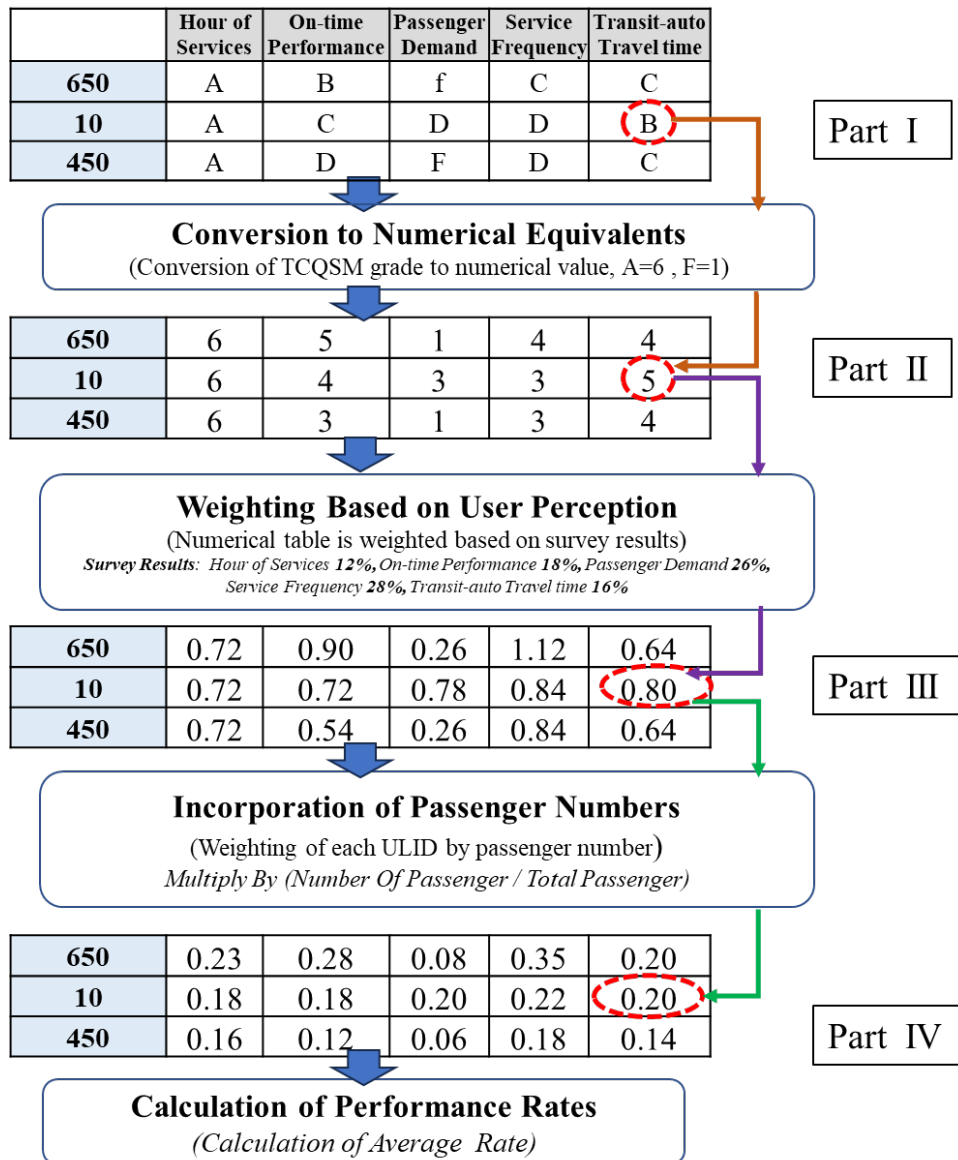 Hour of Services On-time Performance Passenger Demand Service Frequency Transit-auto Travel time
650 A B f C C
10 A C D D B
450 A D F D C
Part I
Conversion to Numerical Equivalents
(Conversion of TCQSM grade to numerical value, A=6 , F=1)
650 6 5 1 4 4
10 6 4 3 3 5
450 6 3 1 3 4
Part II
Weighting Based on User Perception
(Numerical table is weighted based on survey results)
Survey Results: Hour of Services 12%, On-time Performance 18%, Passenger Demand 26%,
Service Frequency 28%, Transit-auto Travel time 16%
650 0.72 0.90 0.26 1.12 0.64
10 0.72 0.72 0.78 0.84 0.80
450 0.72 0.54 0.26 0.84 0.64
Part III
Incorporation of Passenger Numbers
(Weighting of each ULID by passenger number)
Multiply By (Number Of Passenger / Total Passenger)
650 0.23 0.28 0.08 0.35 0.20
10 0.18 0.18 0.20 0.22 0.20
450 0.16 0.12 0.06 0.18 0.14
Part IV
Calculation of Performance Rates
(Calculation of Average Rate)